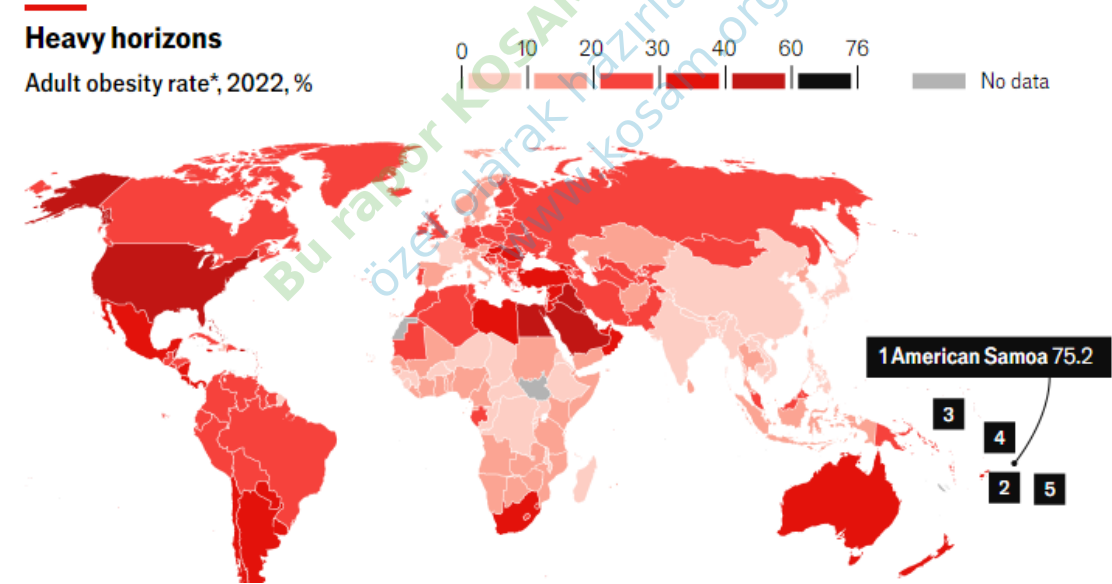 Heavy horizons
Adult obesity rate*, 2022, %
0 10 20 30 40 60 76
No data
Bu rapor KOSAM
özel olarak hazırla
www.kosam.org
1 American Samoa 75.2
3
4
2
5